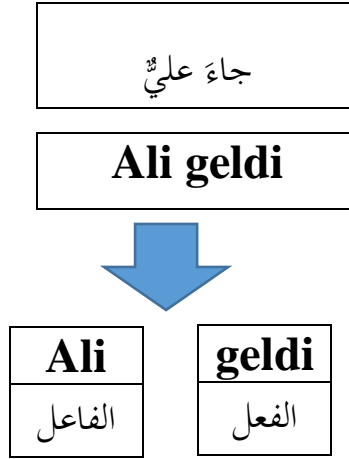 جاءَ عليٌّ
Ali geldi
Ali
الفاعل
geldi
الفعل